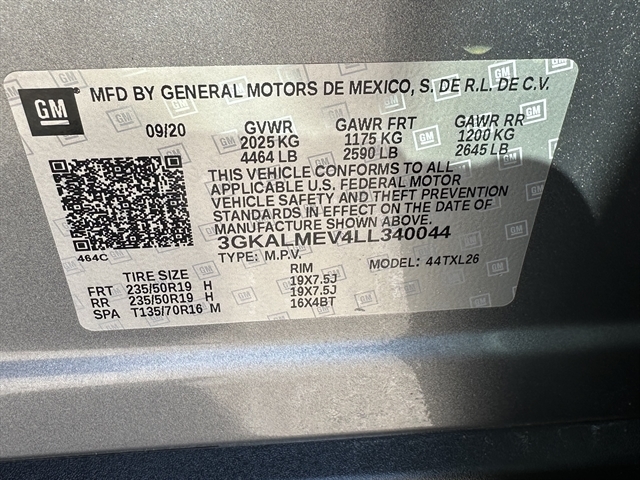 GM
MFD BY GENERAL MOTORS DE MEXICO, S. DE R.L. DE C.V.
09/20 GVWR GAWR FRT GAWR RR
2025 KG 1175 KG 1200 KG
4464 LB 2590 LB 2645 LB
THIS VEHICLE CONFORMS TO ALL
APPLICABLE U.S. FEDERAL MOTOR
VEHICLE SAFETY AND THEFT PREVENTION
STANDARDS IN EFFECT ON THE DATE OF
MANUFACTURE SHOWN ABOVE.
3GKALMEV4LL340044
464C
TYPE: M.P.V. MODEL: 44TXL26
TIRE SIZE RIM
FRT 235/50R19 H 19X7.5J
RR 235/50R19 H 19X7.5J
SPA T135/70R16 M 16X4BT